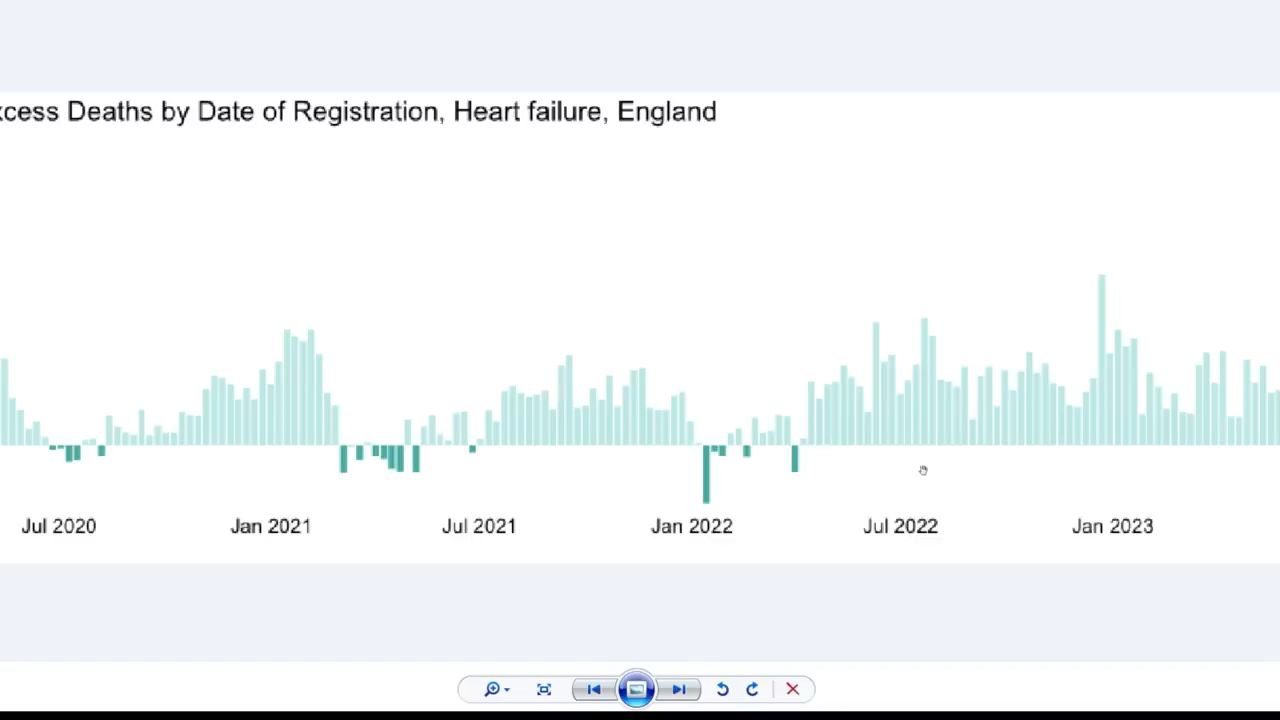 xcess Deaths by Date of Registration, Heart failure, England
Jul 2020 Jan 2021 Jul 2021 Jan 2022 Jul 2022 Jan 2023